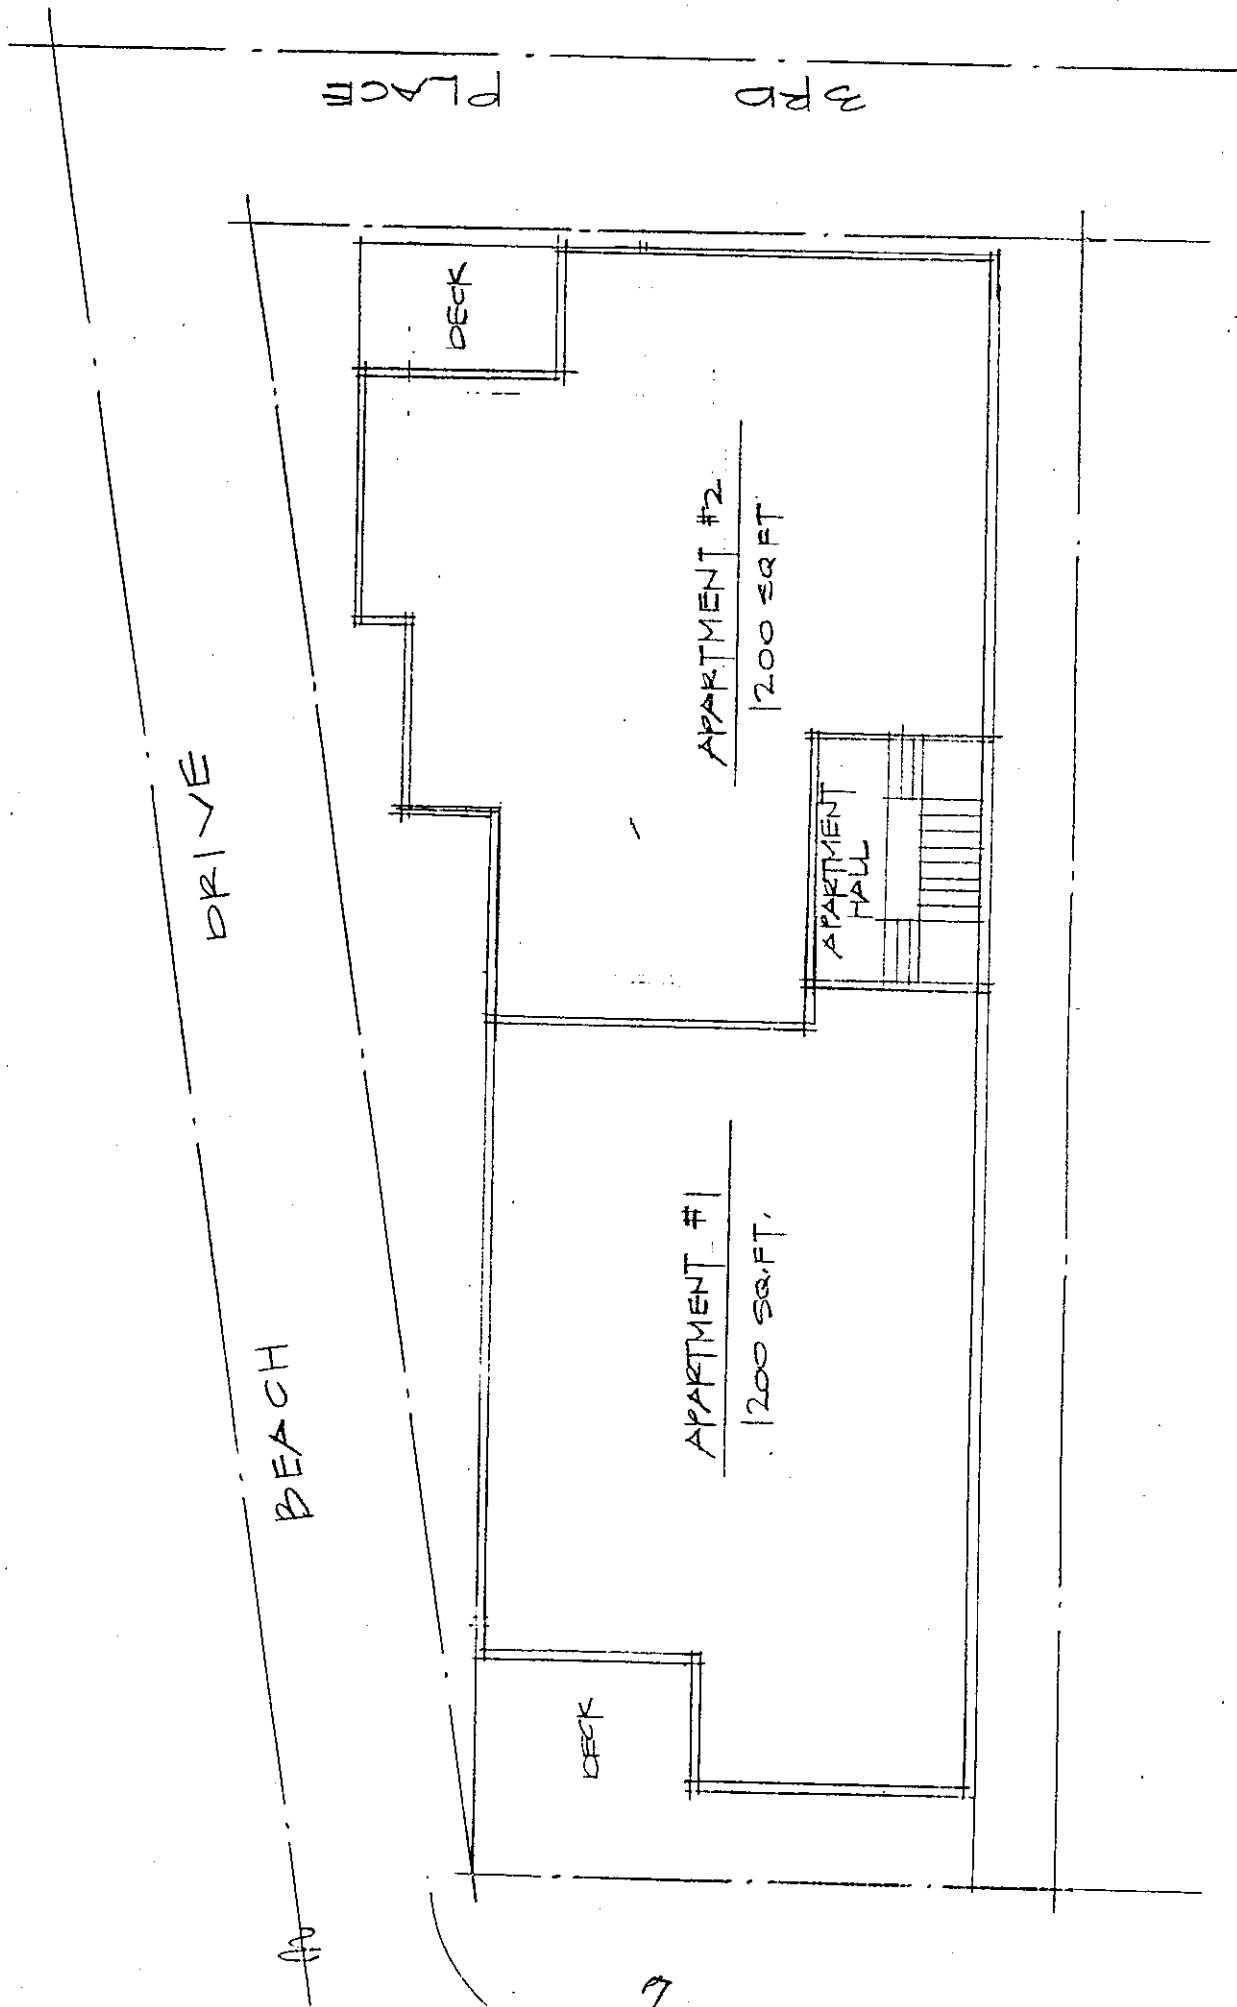 3RD PLACE
BEACH DRIVE
DECK
APARTMENT #2
1200 SQ FT
APARTMENT
HALL
APARTMENT #1
1200 SQ.FT.
DECK